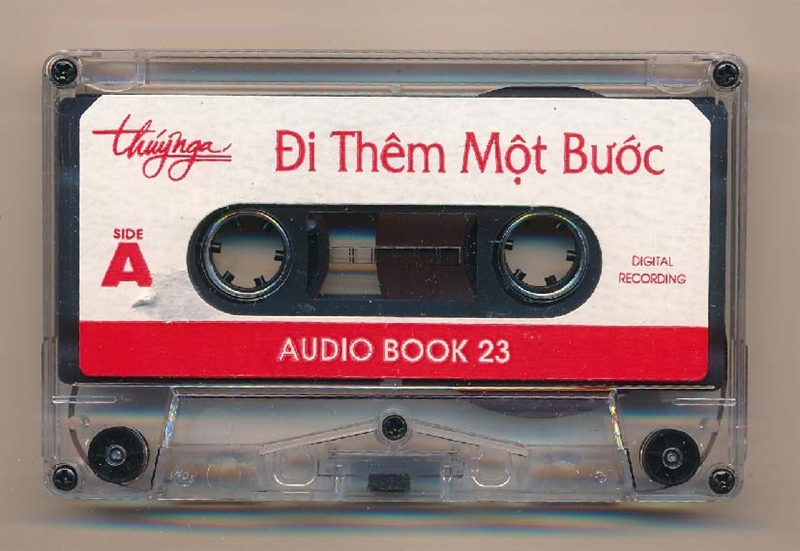 thúy nga
Đi Thêm Một Bước
SIDE
A
DIGITAL
RECORDING
AUDIO BOOK 23